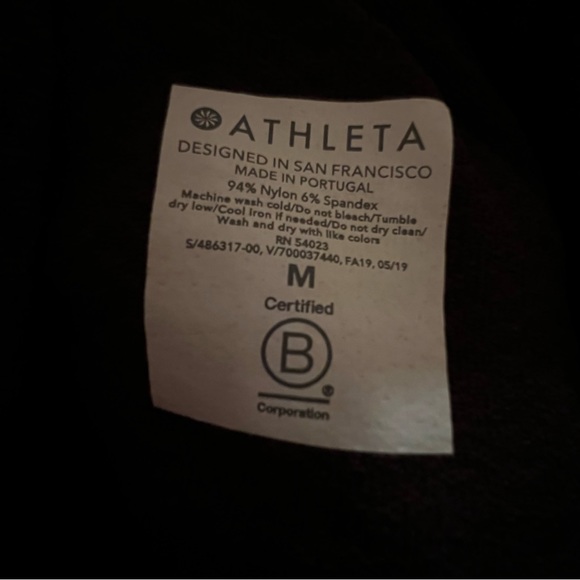 ATHLETA
DESIGNED IN SAN FRANCISCO
MADE IN PORTUGAL
94% Nylon 6% Spandex
Machine wash cold/Do not bleach/Tumble
dry low/Cool iron if needed/Do not dry clean/
Wash and dry with like colors
RN 54023
S/486317-00, V/700037440, FA19, 05/19
M
Certified
B
®
Corporation